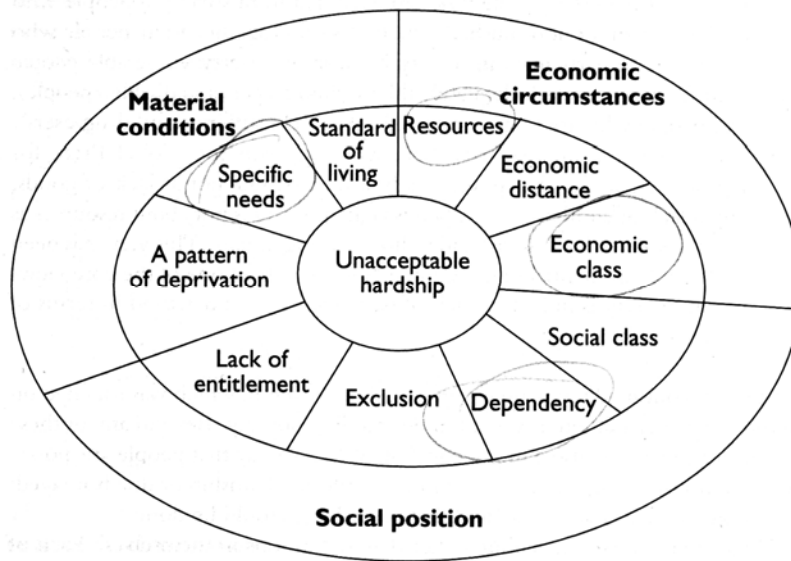 Material
conditions
Economic
circumstances
Standard
of
living
Resources
Specific
needs
Economic
distance
A pattern
of deprivation
Unacceptable
hardship
Economic
class
Lack of
entitlement
Exclusion
Dependency
Social class
Social position